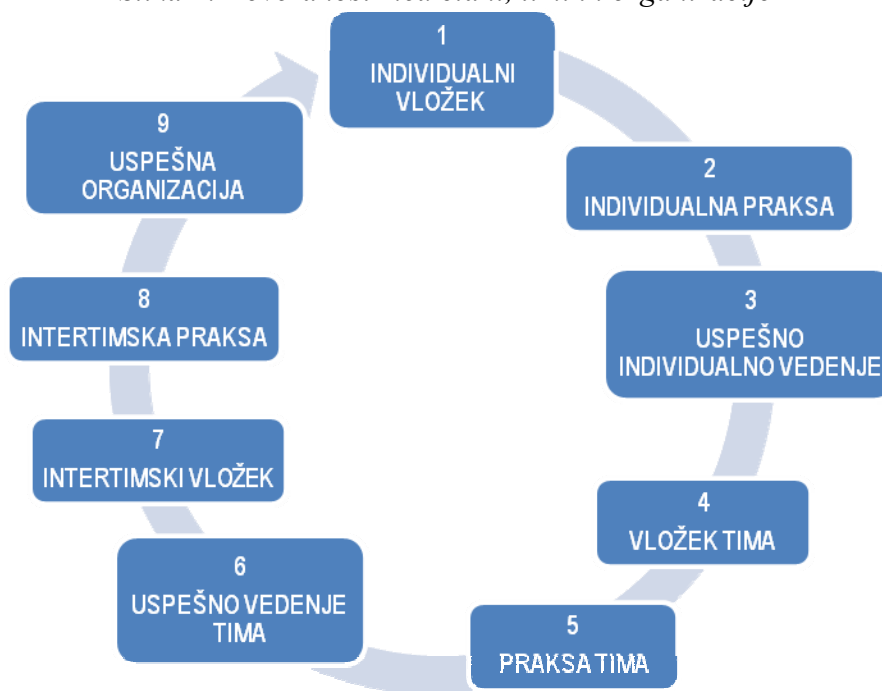 1
INDIVIDUALNI
VLOŽEK
2
INDIVIDUALNA PRAKSA
3
USPEŠNO
INDIVIDUALNO VEDENJE
4
VLOŽEK TIMA
5
PRAKSA TIMA
6
USPEŠNO VEDENJE
TIMA
7
INTERTIMSKI VLOŽEK
8
INTERTIMSKA PRAKSA
9
USPEŠNA
ORGANIZACIJA